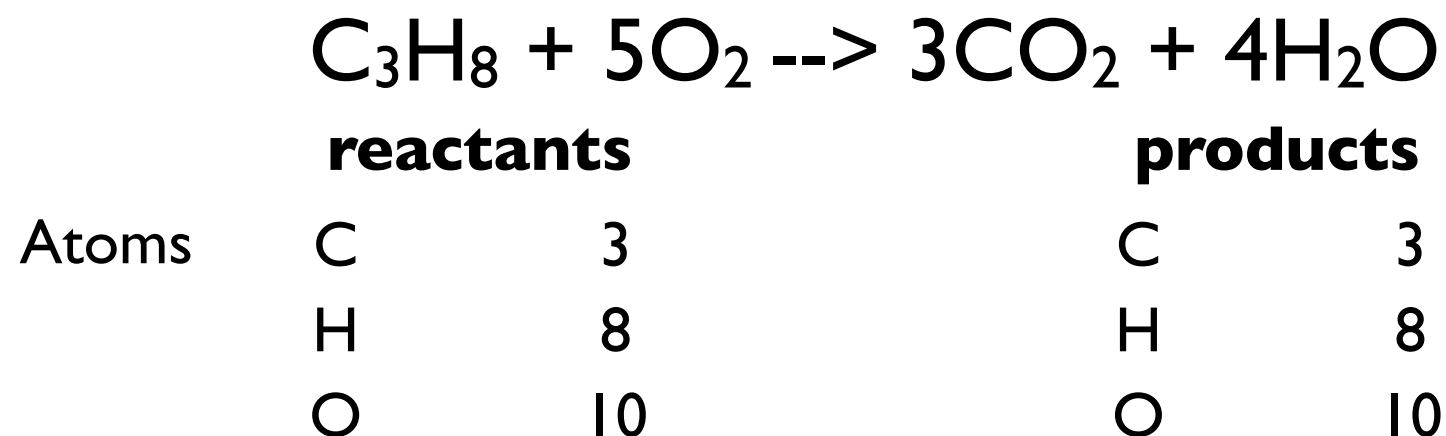 C₃H₈ + 5O₂ --> 3CO₂ + 4H₂O
reactants products
Atoms C 3 C 3
H 8 H 8
O 10 O 10